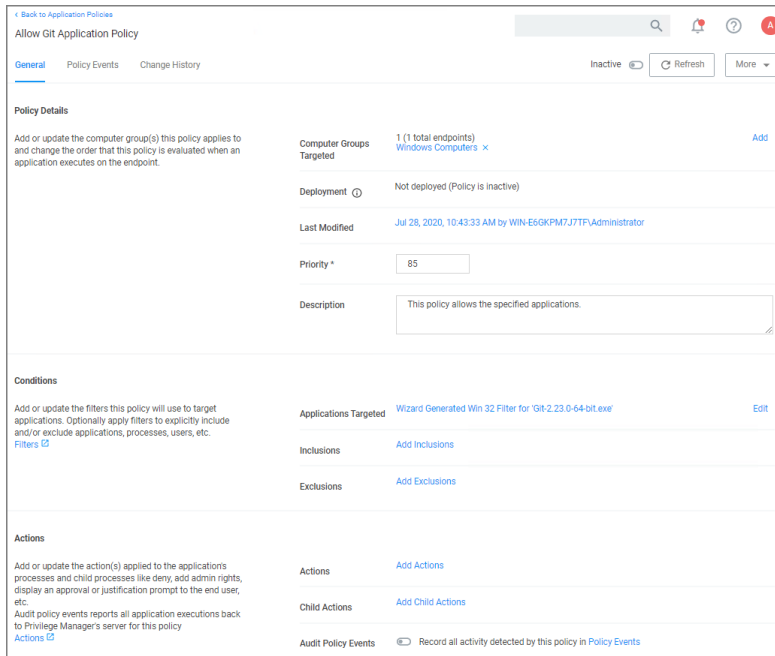 ‹ Back to Application Policies
Allow Git Application Policy
A
General Policy Events Change History
Inactive Refresh More
Policy Details
Add or update the computer group(s) this policy applies to
and change the order that this policy is evaluated when an
application executes on the endpoint.
Computer Groups
Targeted
1 (1 total endpoints)
Windows Computers ×
Add
Deployment
Not deployed (Policy is inactive)
Last Modified
Jul 28, 2020, 10:43:33 AM by WIN-E6GKPM7J7TF\Administrator
Priority *
85
Description
This policy allows the specified applications.
Conditions
Add or update the filters this policy will use to target
applications. Optionally apply filters to explicitly include
and/or exclude applications, processes, users, etc.
Filters
Applications Targeted
Wizard Generated Win 32 Filter for 'Git-2.23.0-64-bit.exe'
Edit
Inclusions
Add Inclusions
Exclusions
Add Exclusions
Actions
Add or update the action(s) applied to the application's
processes and child processes like deny, add admin rights,
display an approval or justification prompt to the end user,
etc.
Audit policy events reports all application executions back
to Privilege Manager's server for this policy
Actions
Actions
Add Actions
Child Actions
Add Child Actions
Audit Policy Events
Record all activity detected by this policy in Policy Events